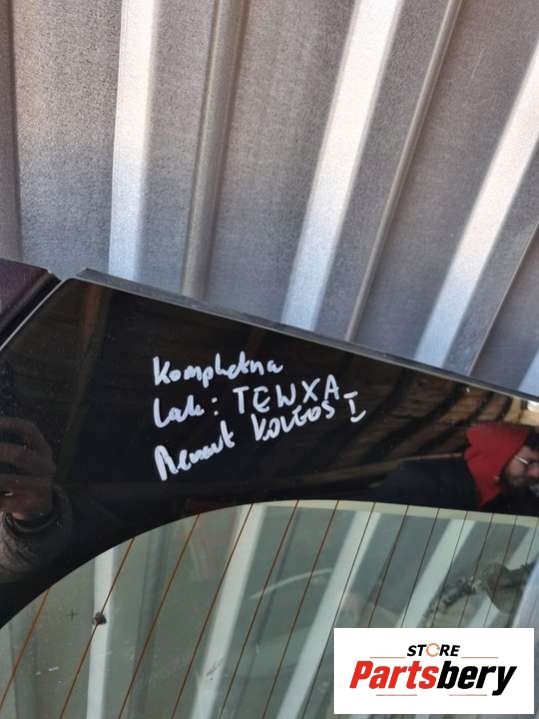 Kompletna
Lak: TEWXA
Renault KOLEOS I
STORE
Partsbery